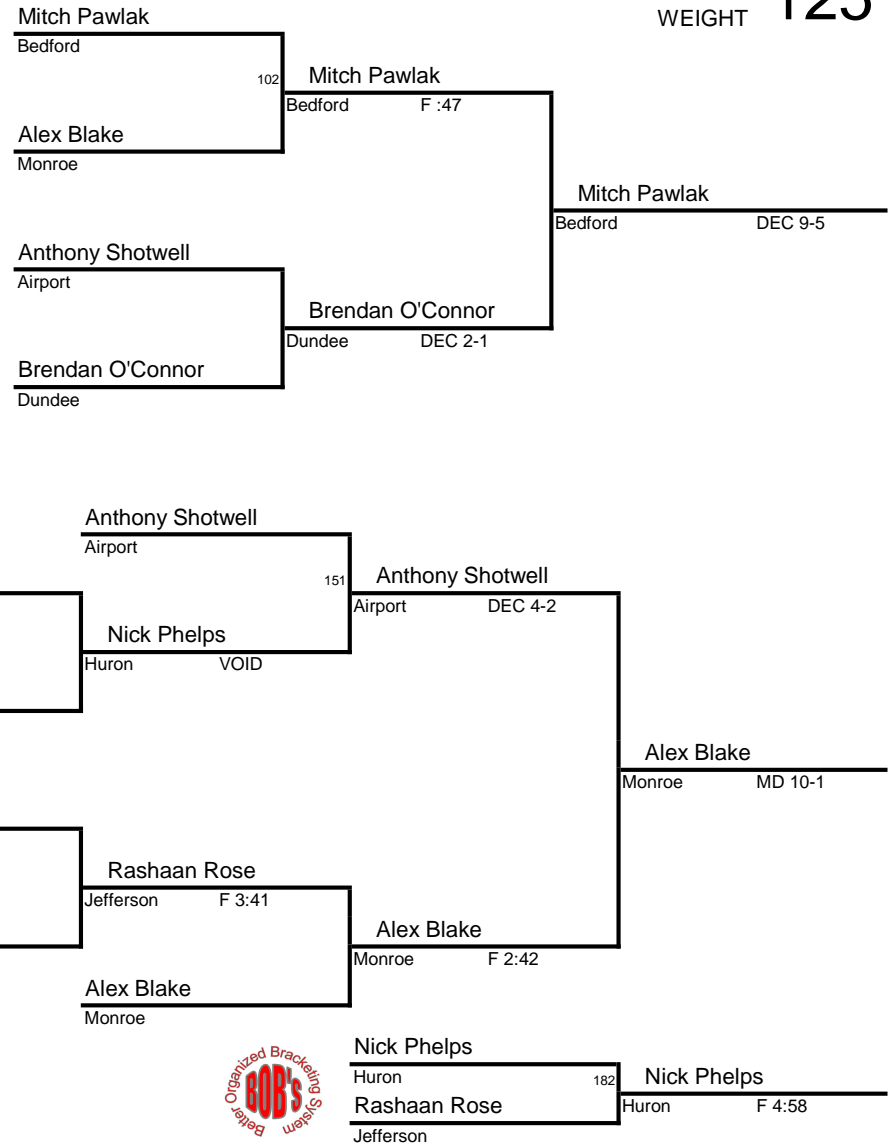 WEIGHT 125
Mitch Pawlak
Bedford
102
Mitch Pawlak
Bedford F :47
Alex Blake
Monroe
Mitch Pawlak
Bedford DEC 9-5
Anthony Shotwell
Airport
Brendan O'Connor
Dundee DEC 2-1
Brendan O'Connor
Dundee
Anthony Shotwell
Airport
151
Anthony Shotwell
Airport DEC 4-2
Nick Phelps
Huron VOID
Alex Blake
Monroe MD 10-1
Rashaan Rose
Jefferson F 3:41
Alex Blake
Monroe F 2:42
Alex Blake
Monroe
Better Organized Bracketing System
BOB's
Nick Phelps
Huron
182
Nick Phelps
Huron F 4:58
Rashaan Rose
Jefferson